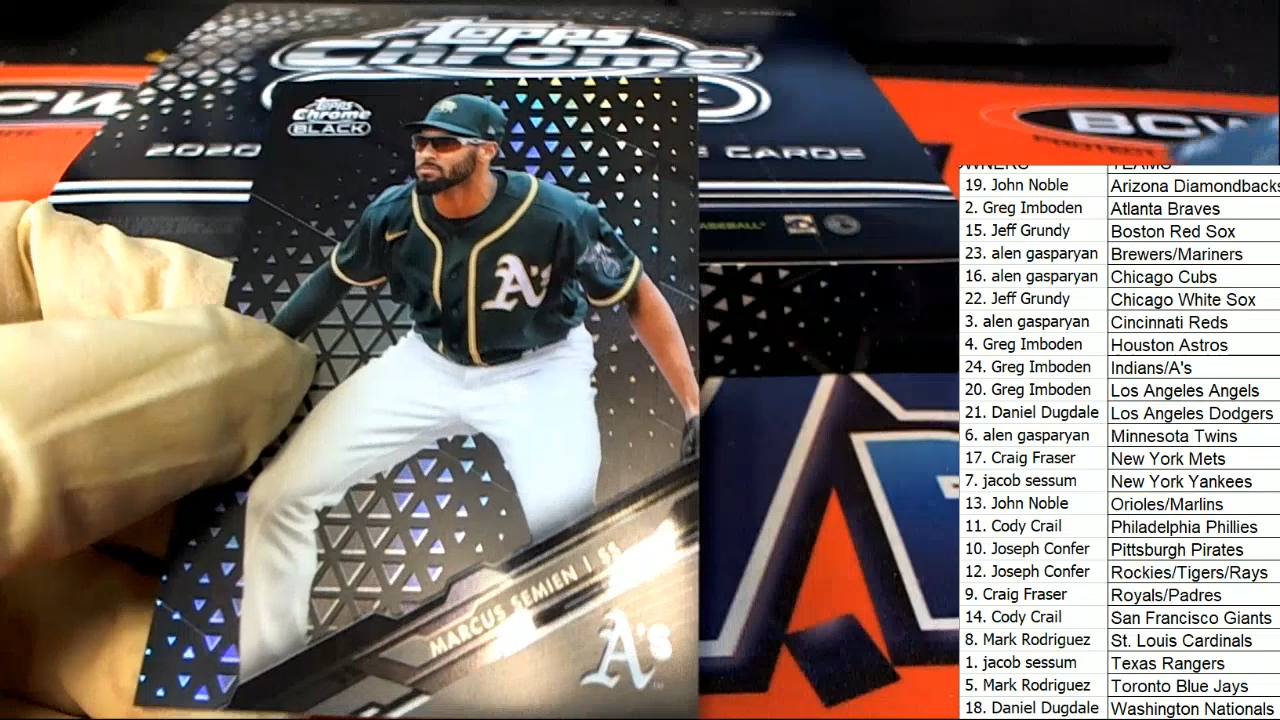 Topps
Chrome
2020
CARDS
BASEBALL
BCW
BCW
PROTECT
Topps
Chrome
BLACK
A's
MARCUS SEMIEN | SS
A's
OWNERS TEAMS
19. John Noble Arizona Diamondback
2. Greg Imboden Atlanta Braves
15. Jeff Grundy Boston Red Sox
23. alen gasparyan Brewers/Mariners
16. alen gasparyan Chicago Cubs
22. Jeff Grundy Chicago White Sox
3. alen gasparyan Cincinnati Reds
4. Greg Imboden Houston Astros
24. Greg Imboden Indians/A's
20. Greg Imboden Los Angeles Angels
21. Daniel Dugdale Los Angeles Dodgers
6. alen gasparyan Minnesota Twins
17. Craig Fraser New York Mets
7. jacob sessum New York Yankees
13. John Noble Orioles/Marlins
11. Cody Crail Philadelphia Phillies
10. Joseph Confer Pittsburgh Pirates
12. Joseph Confer Rockies/Tigers/Rays
9. Craig Fraser Royals/Padres
14. Cody Crail San Francisco Giants
8. Mark Rodriguez St. Louis Cardinals
1. jacob sessum Texas Rangers
5. Mark Rodriguez Toronto Blue Jays
18. Daniel Dugdale Washington Nationals